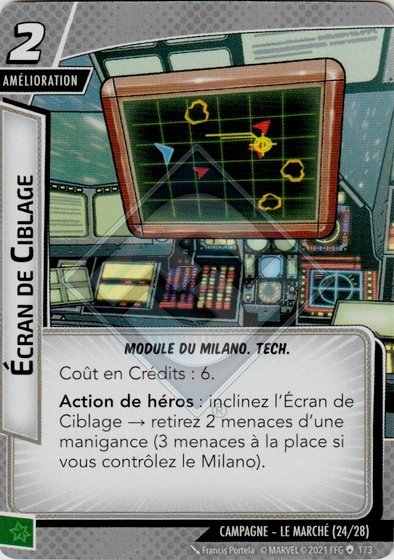 2
AMÉLIORATION
ÉCRAN DE CIBLAGE
MODULE DU MILANO. TECH.
Coût en Crédits : 6.
Action de héros : inclinez l’Écran de
Ciblage → retirez 2 menaces d’une
manigance (3 menaces à la place si
vous contrôlez le Milano).
®
CAMPAGNE – LE MARCHÉ (24/28)
Francis Portela © MARVEL © 2021 FFG 173